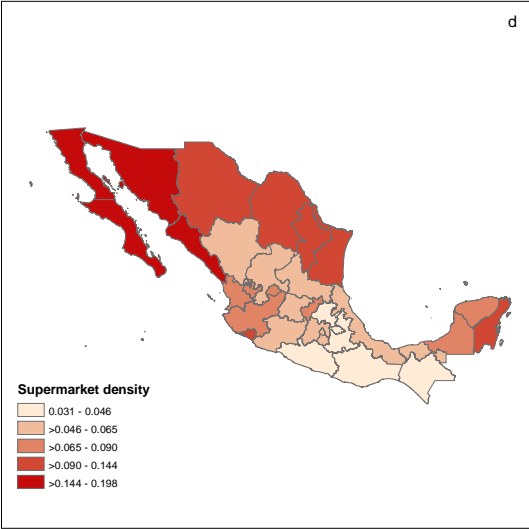 d
Supermarket density
0.031 - 0.046
>0.046 - 0.065
>0.065 - 0.090
>0.090 - 0.144
>0.144 - 0.198